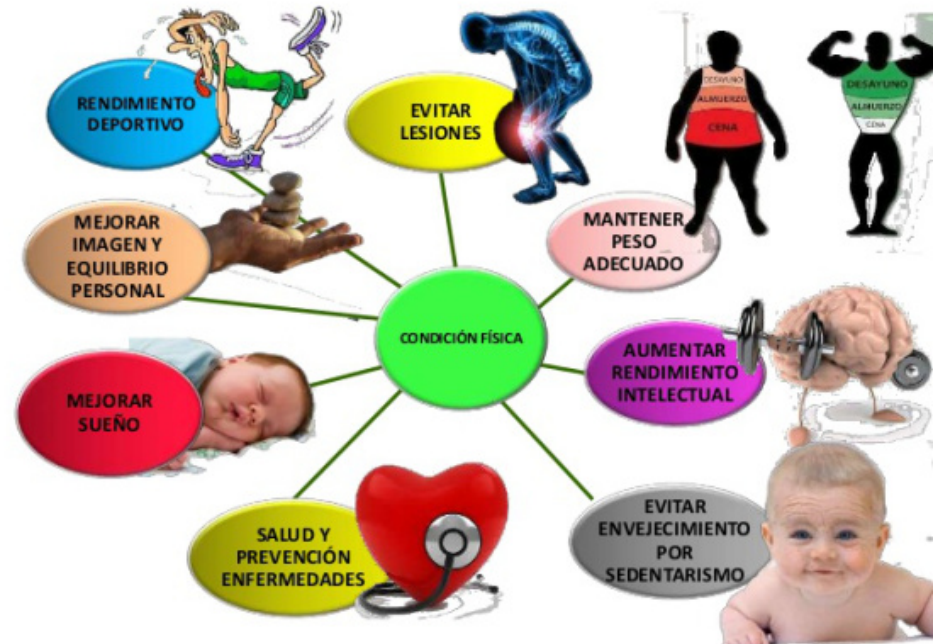 RENDIMIENTO
DEPORTIVO
EVITAR
LESIONES
DESAYUNO
ALMUERZO
CENA
DESAYUNO
ALMUERZO
CENA
MEJORAR
IMAGEN Y
EQUILIBRIO
PERSONAL
MANTENER
PESO
ADECUADO
CONDICIÓN FÍSICA
AUMENTAR
RENDIMIENTO
INTELECTUAL
MEJORAR
SUEÑO
SALUD Y
PREVENCIÓN
ENFERMEDADES
EVITAR
ENVEJECIMIENTO
POR
SEDENTARISMO